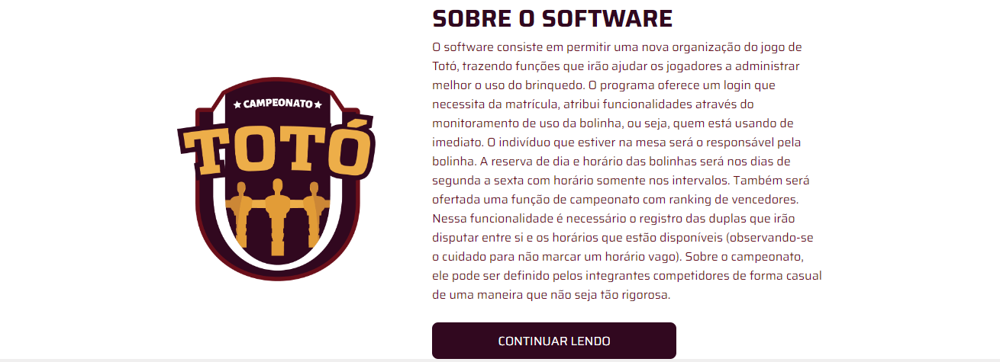 SOBRE O SOFTWARE
O software consiste em permitir uma nova organização do jogo de
Totó, trazendo funções que irão ajudar os jogadores a administrar
melhor o uso do brinquedo. O programa oferece um login que
necessita da matrícula, atribui funcionalidades através do
monitoramento de uso da bolinha, ou seja, quem está usando de
imediato. O indivíduo que estiver na mesa será o responsável pela
bolinha. A reserva de dia e horário das bolinhas será nos dias de
segunda a sexta com horário somente nos intervalos. Também será
ofertada uma função de campeonato com ranking de vencedores.
Nessa funcionalidade é necessário o registro das duplas que irão
disputar entre si e os horários que estão disponíveis (observando-se
o cuidado para não marcar um horário vago). Sobre o campeonato,
ele pode ser definido pelos integrantes competidores de forma casual
de uma maneira que não seja tão rigorosa.
CONTINUAR LENDO
CAMPEONATO
TOTÓ